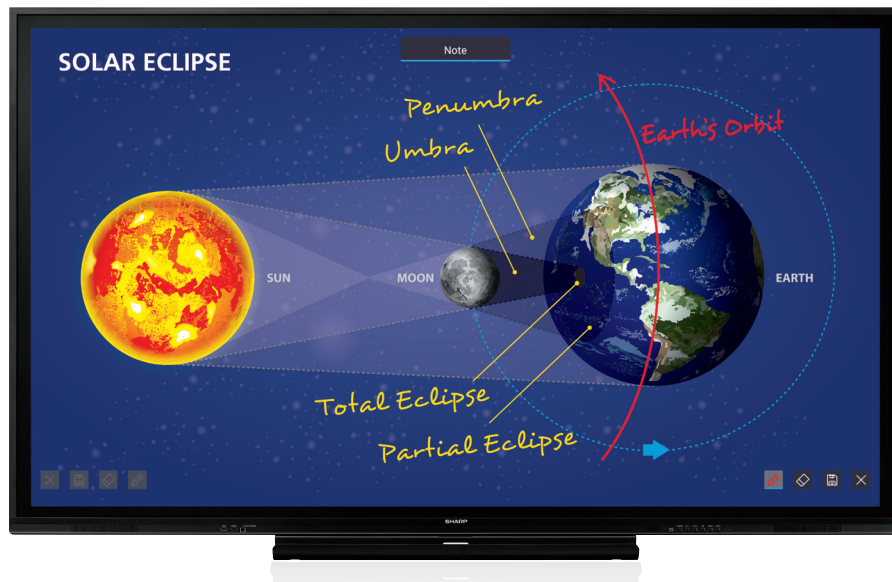 SOLAR ECLIPSE
Note
Penumbra
Umbra
Earth's Orbit
SUN
MOON
EARTH
Total Eclipse
Partial Eclipse
SHARP